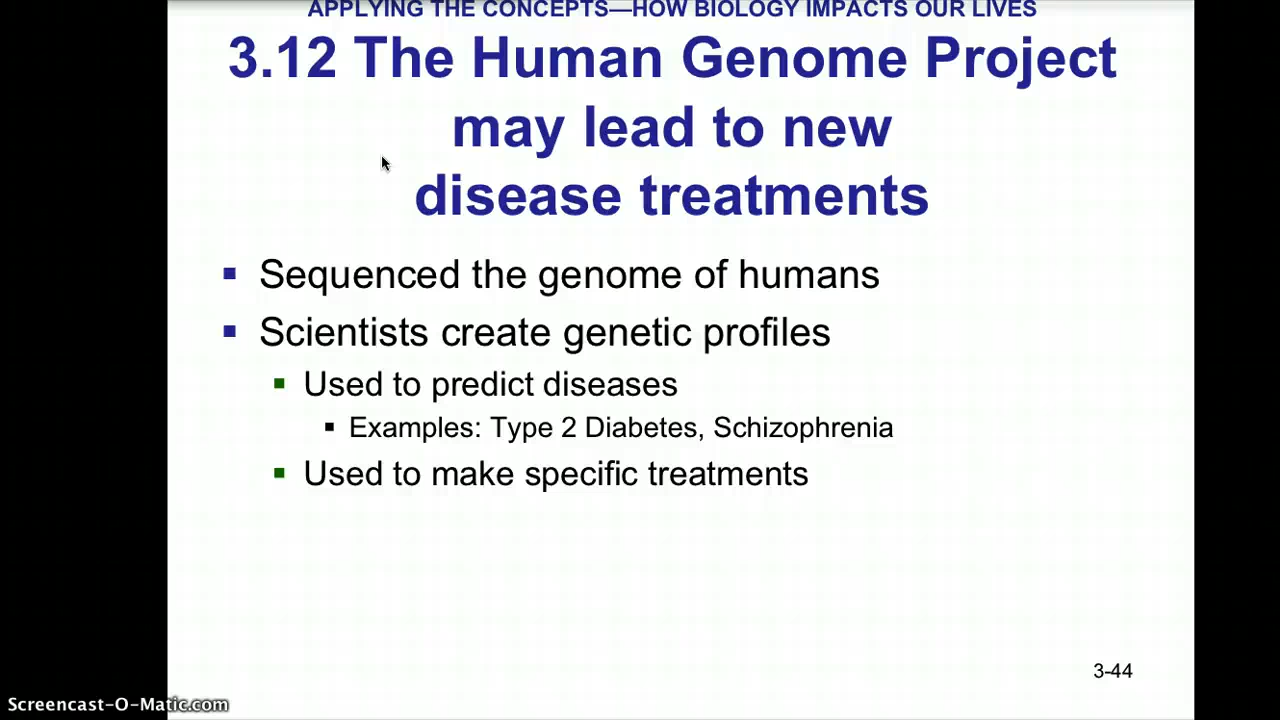 APPLYING THE CONCEPTS—HOW BIOLOGY IMPACTS OUR LIVES
3.12 The Human Genome Project
may lead to new
disease treatments
▪ Sequenced the genome of humans
▪ Scientists create genetic profiles
▪ Used to predict diseases
▪ Examples: Type 2 Diabetes, Schizophrenia
▪ Used to make specific treatments
3-44
Screencast-O-Matic.com